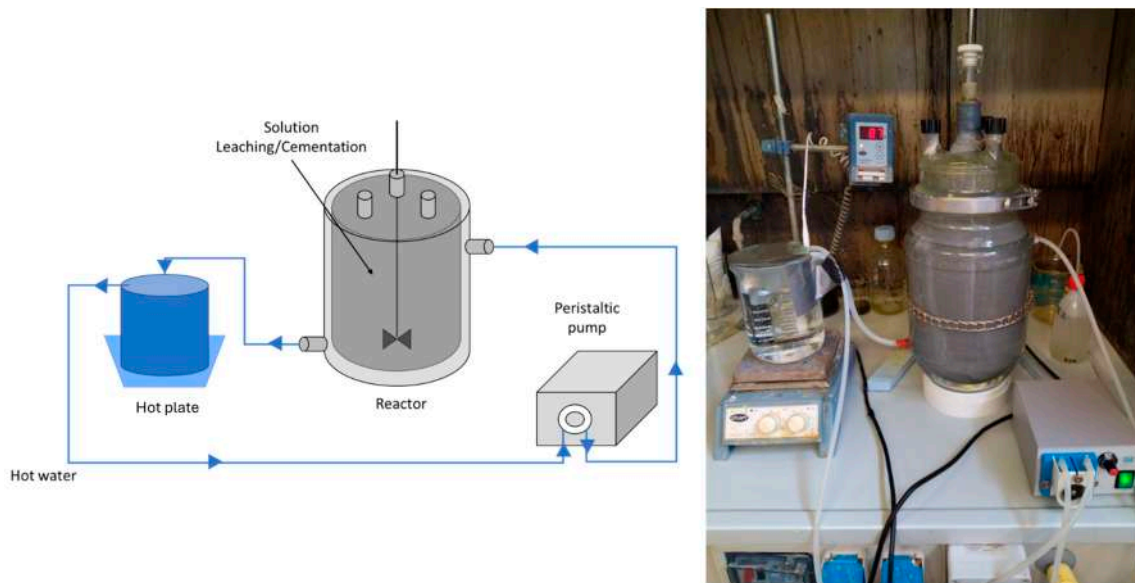 Solution
Leaching/Cementation
Peristaltic
pump
Hot plate
Reactor
Hot water